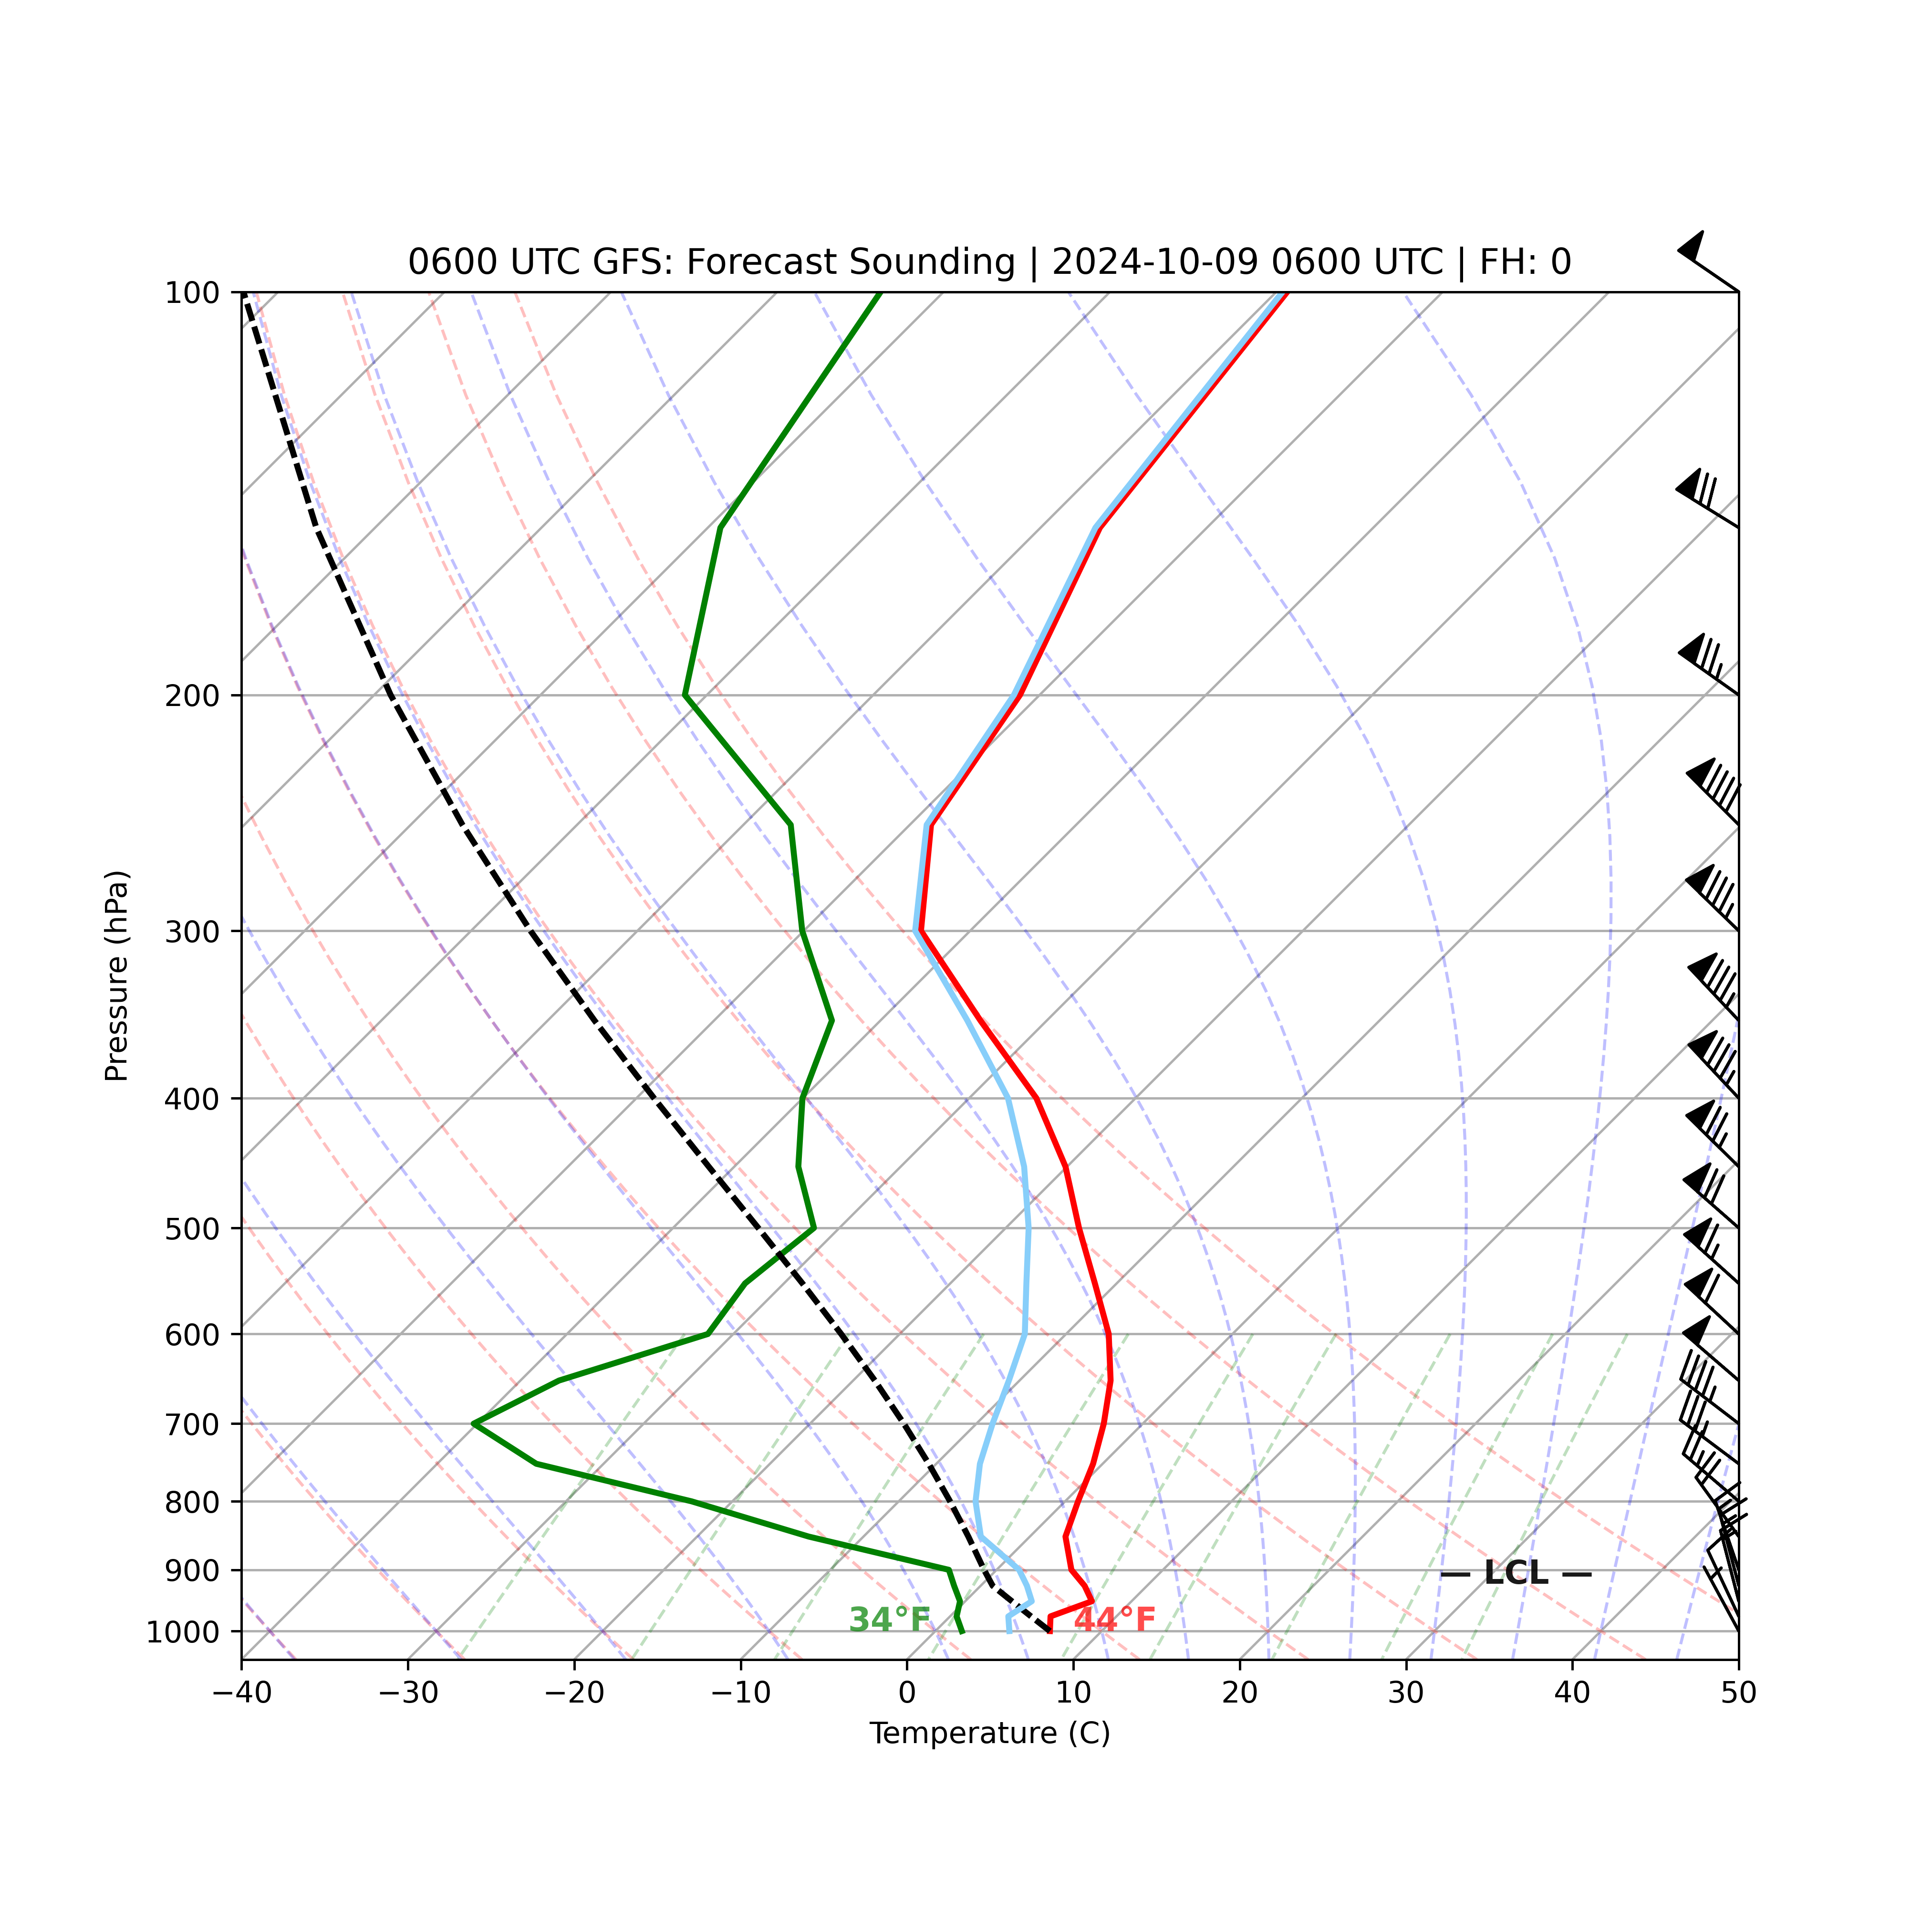 0600 UTC GFS: Forecast Sounding | 2024-10-09 0600 UTC | FH: 0
100
200
300
400
500
600
700
800
900
1000
Pressure (hPa)
— LCL —
34°F
44°F
−40 −30 −20 −10 0 10 20 30 40 50
Temperature (C)